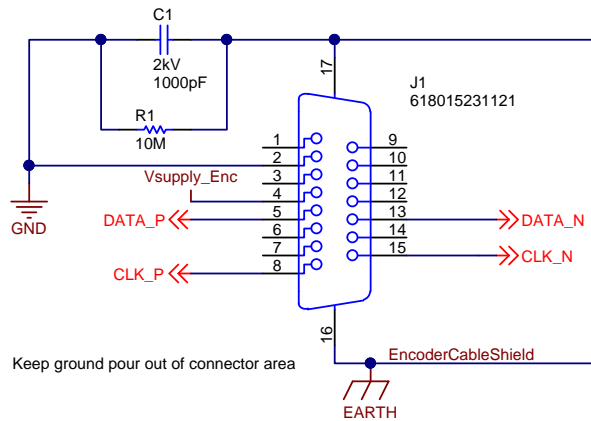 C1
2kV
1000pF
R1
10M
17
J1
618015231121
1
2
3
4
5
6
7
8
9
10
11
12
13
14
15
Vsupply_Enc
GND
DATA_P
DATA_N
CLK_P
CLK_N
16
Keep ground pour out of connector area
EncoderCableShield
EARTH